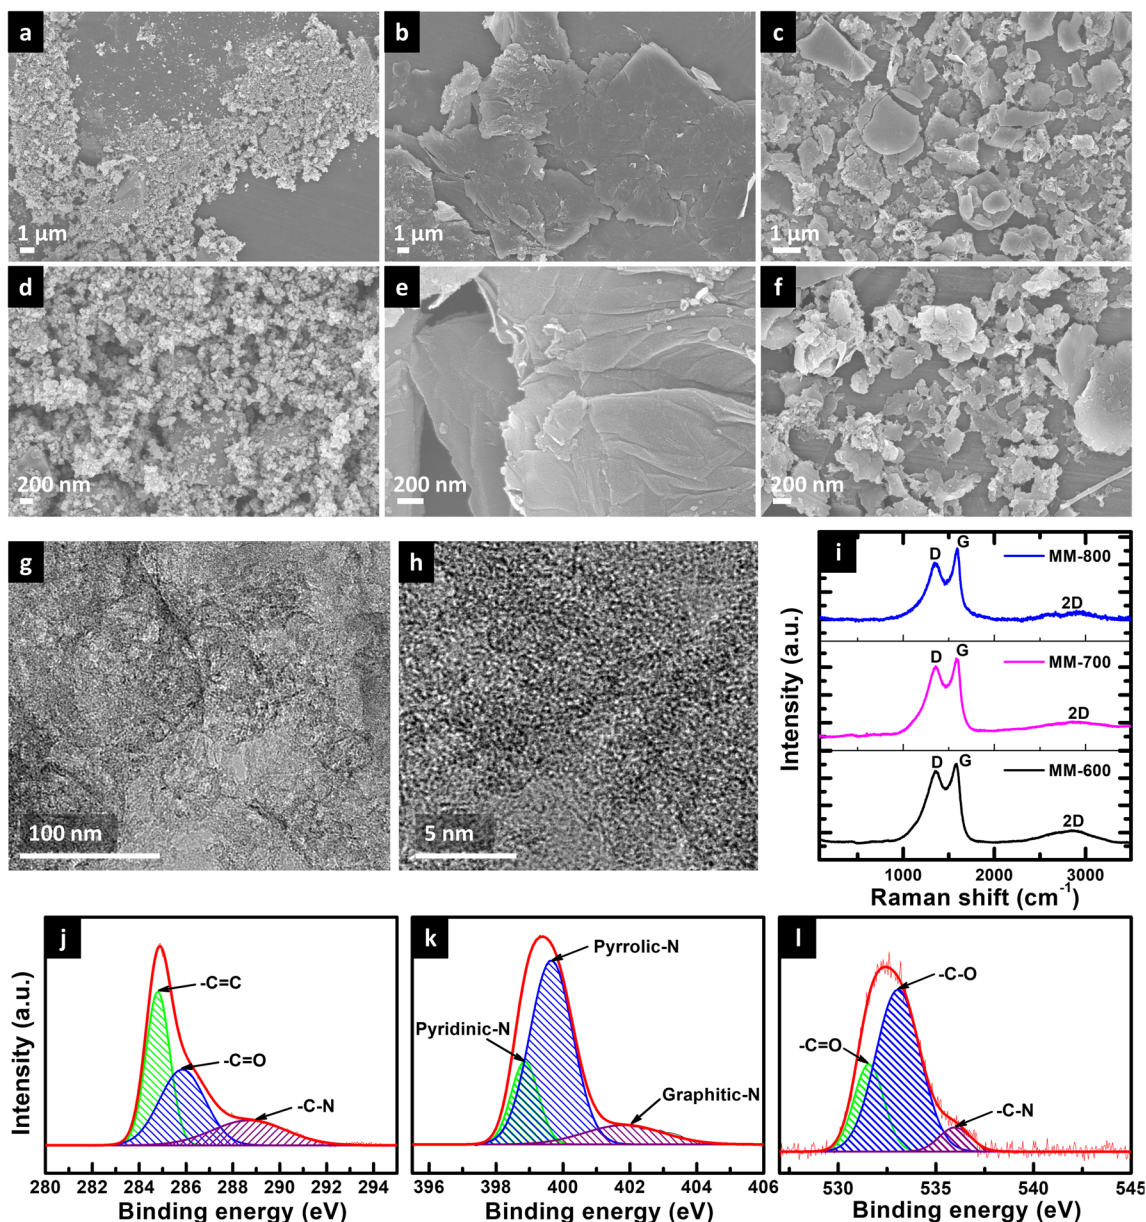 a
b
c
1 μm
1 μm
1 μm
d
e
f
200 nm
200 nm
200 nm
g
h
100 nm
5 nm
i
D
G
MM-800
2D
D
G
MM-700
2D
D
G
MM-600
2D
Intensity (a.u.)
1000 2000 3000
Raman shift (cm⁻¹)
j
-C=C
-C=O
-C-N
Intensity (a.u.)
280 282 284 286 288 290 292 294
Binding energy (eV)
k
Pyrrolic-N
Pyridinic-N
Graphitic-N
396 398 400 402 404 406
Binding energy (eV)
l
-C-O
-C=O
-C-N
530 535 540 545
Binding energy (eV)